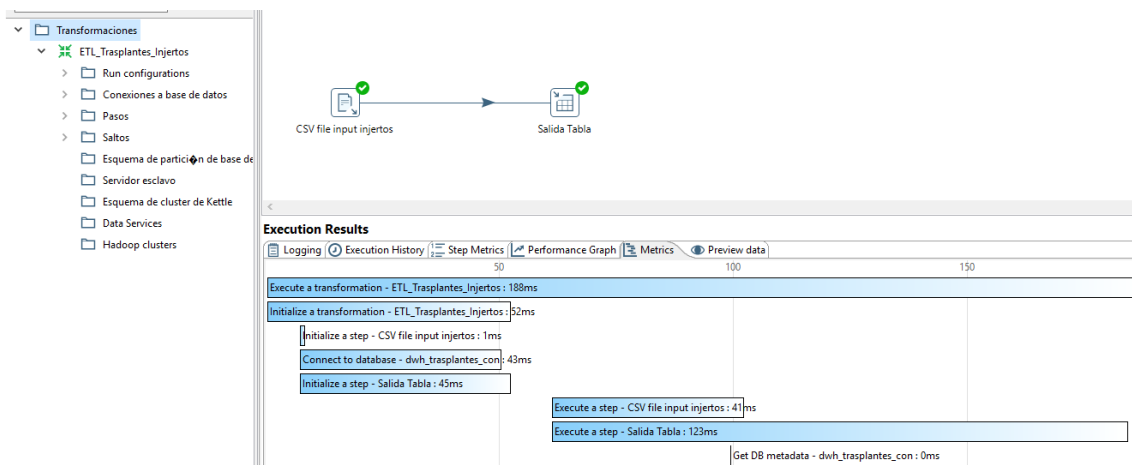 Transformaciones
ETL_Trasplantes_Injertos
Run configurations
Conexiones a base de datos
Pasos
Saltos
Esquema de partici�n de base de
Servidor esclavo
Esquema de cluster de Kettle
Data Services
Hadoop clusters
CSV file input injertos
Salida Tabla
Execution Results
Logging Execution History Step Metrics Performance Graph Metrics Preview data
50 100 150
Execute a transformation - ETL_Trasplantes_Injertos : 188ms
Initialize a transformation - ETL_Trasplantes_Injertos : 52ms
Initialize a step - CSV file input injertos : 1ms
Connect to database - dwh_trasplantes_con : 43ms
Initialize a step - Salida Tabla : 45ms
Execute a step - CSV file input injertos : 41ms
Execute a step - Salida Tabla : 123ms
Get DB metadata - dwh_trasplantes_con : 0ms